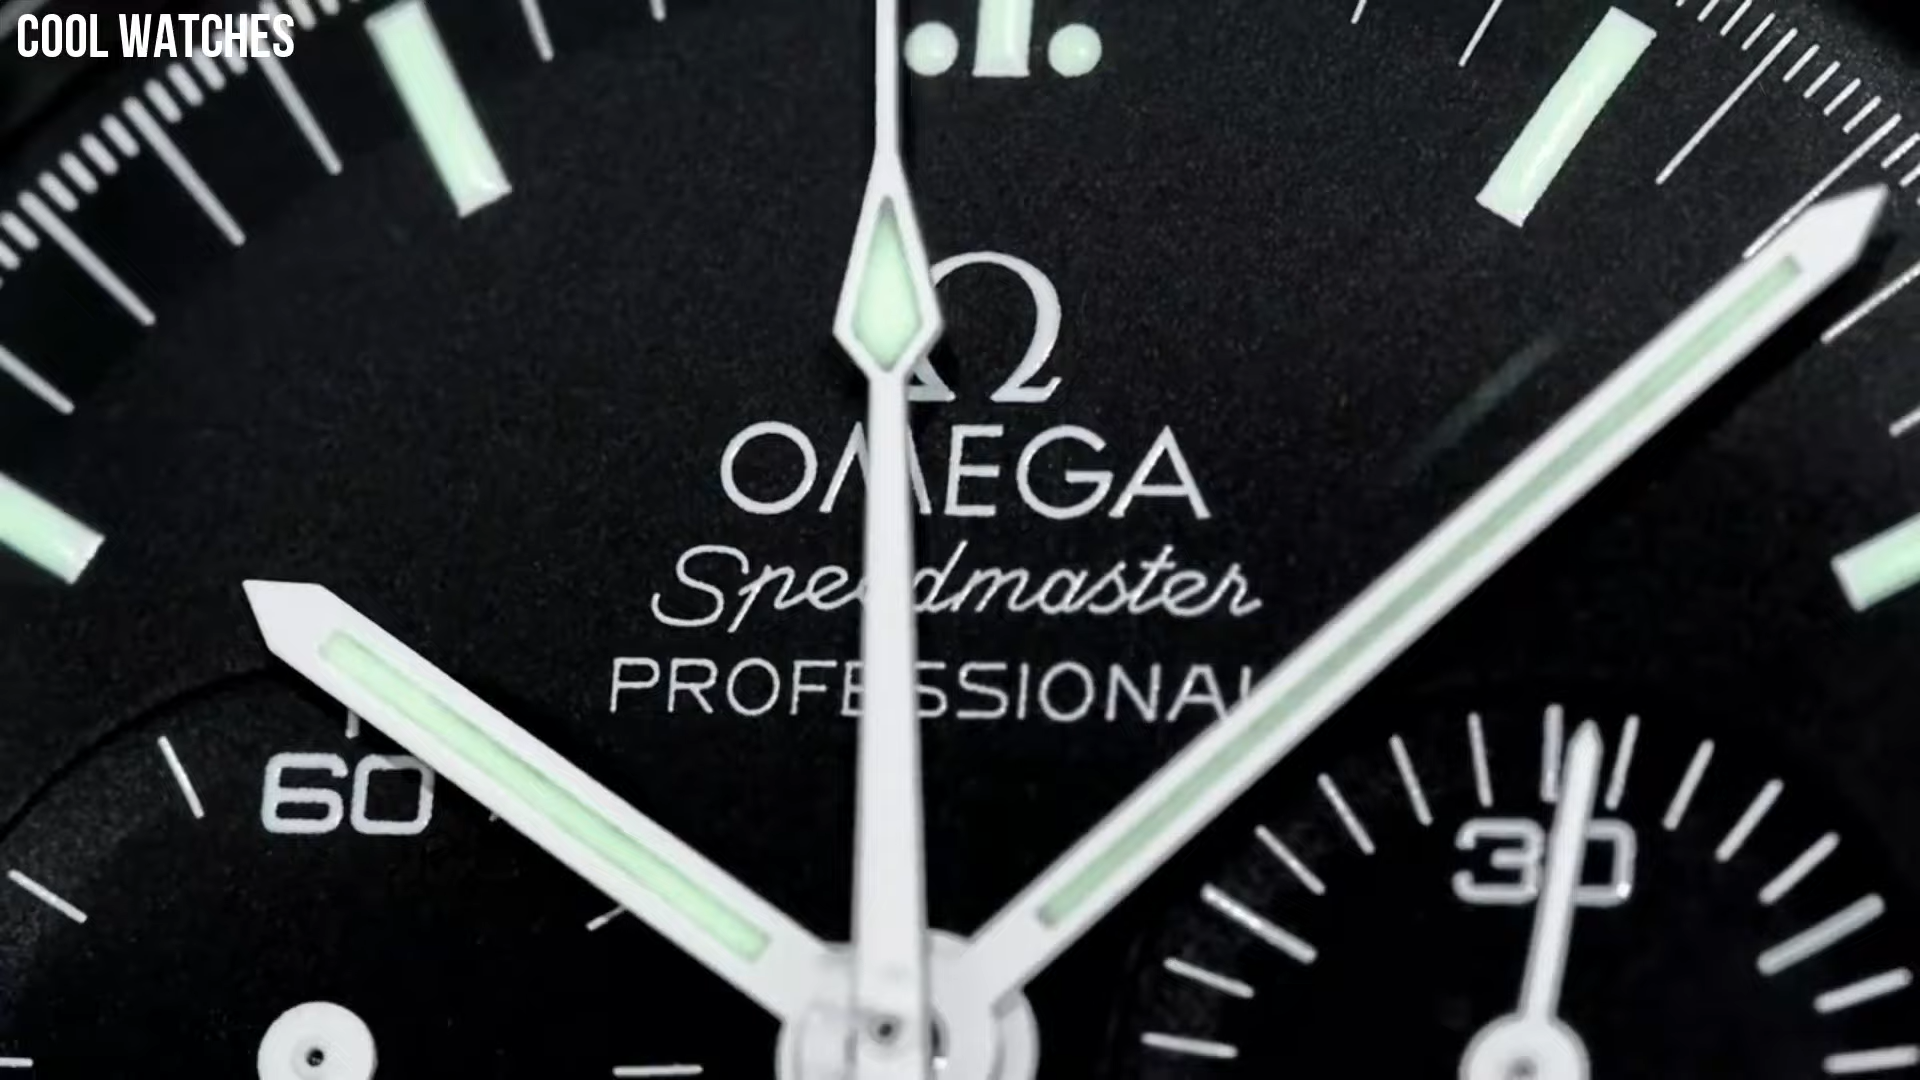 COOL WATCHES
Ω
OMEGA
Speedmaster
PROFESSIONAL
60
30